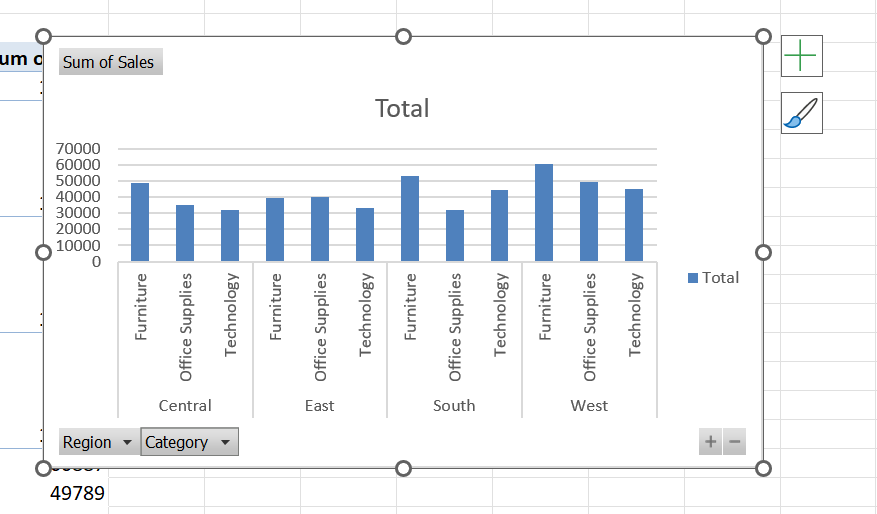 um o
Sum of Sales
Total
70000
60000
50000
40000
30000
20000
10000
0
Furniture
Office Supplies
Technology
Furniture
Office Supplies
Technology
Furniture
Office Supplies
Technology
Furniture
Office Supplies
Technology
Central East South West
Total
Region Category
49789